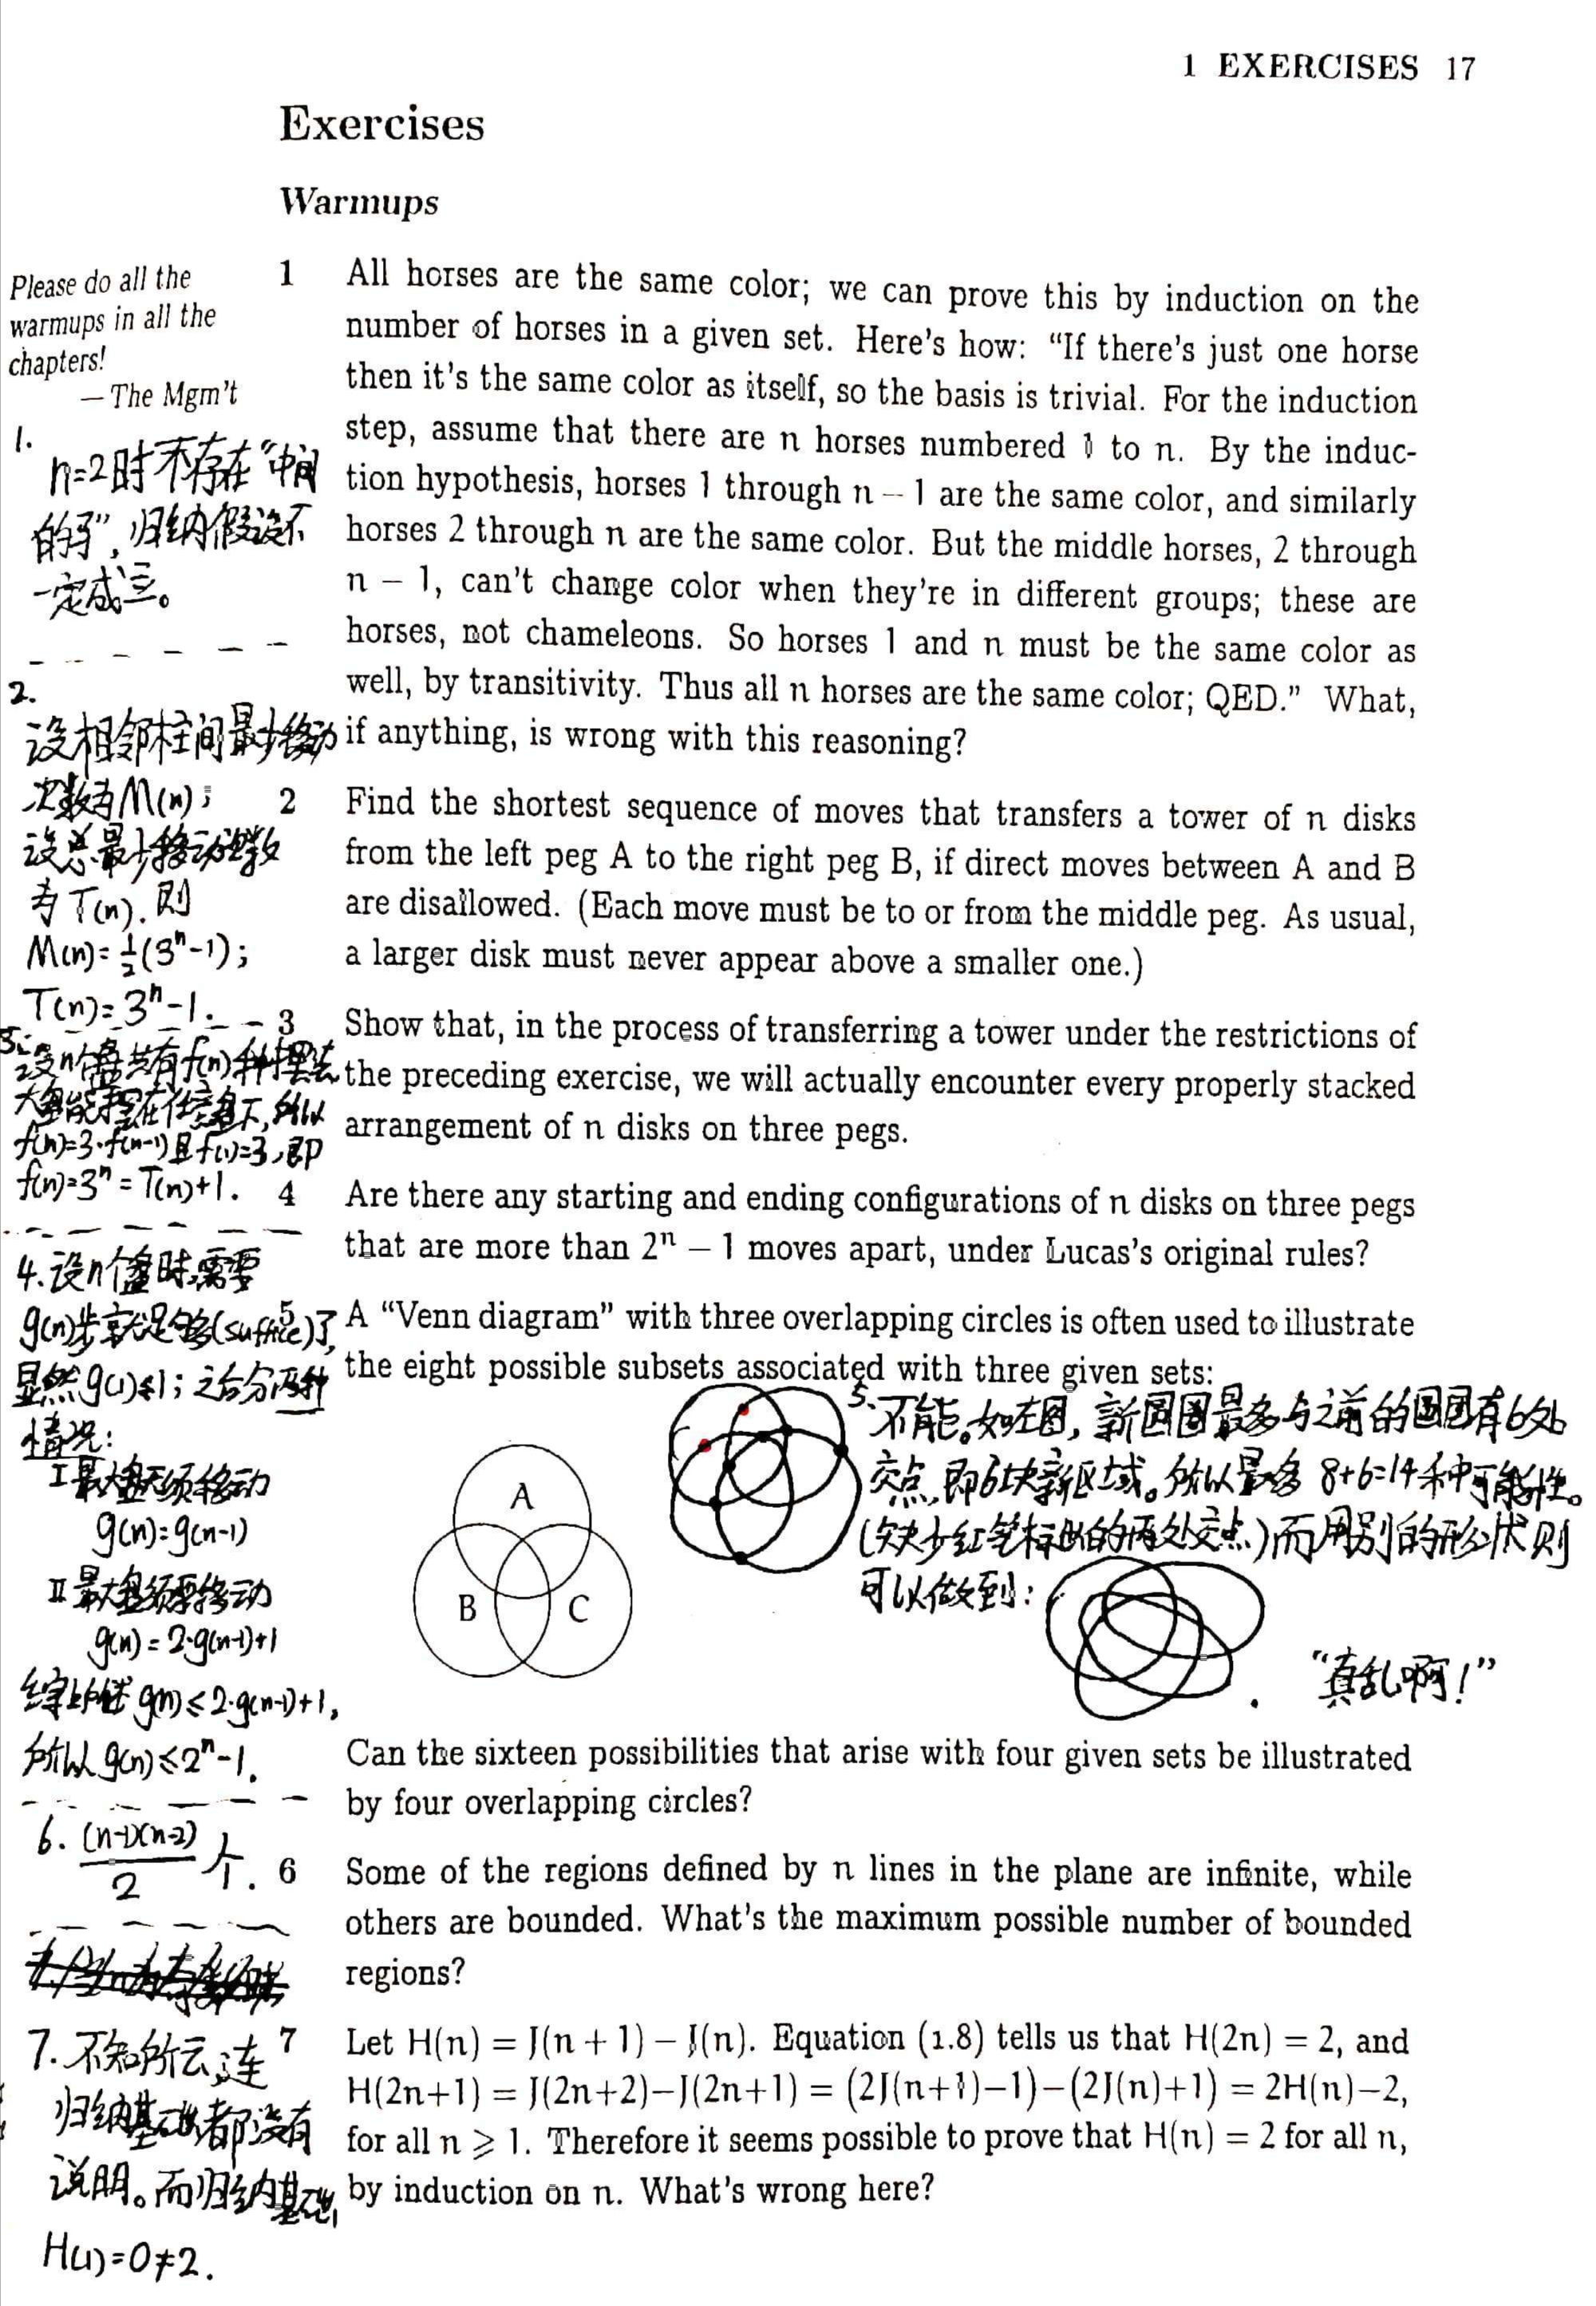 1 EXERCISES 17
Exercises
Warmups
Please do all the
warmups in all the
chapters!
— The Mgm't
1 All horses are the same color; we can prove this by induction on the
number of horses in a given set. Here's how: “If there's just one horse
then it's the same color as itself, so the basis is trivial. For the induction
step, assume that there are n horses numbered 1 to n. By the induc-
tion hypothesis, horses 1 through n − 1 are the same color, and similarly
horses 2 through n are the same color. But the middle horses, 2 through
n − 1, can't change color when they're in different groups; these are
horses, not chameleons. So horses 1 and n must be the same color as
well, by transitivity. Thus all n horses are the same color; QED.” What,
if anything, is wrong with this reasoning?
2 Find the shortest sequence of moves that transfers a tower of n disks
from the left peg A to the right peg B, if direct moves between A and B
are disallowed. (Each move must be to or from the middle peg. As usual,
a larger disk must never appear above a smaller one.)
3 Show that, in the process of transferring a tower under the restrictions of
the preceding exercise, we will actually encounter every properly stacked
arrangement of n disks on three pegs.
4 Are there any starting and ending configurations of n disks on three pegs
that are more than 2ⁿ − 1 moves apart, under Lucas's original rules?
5 A “Venn diagram” with three overlapping circles is often used to illustrate
the eight possible subsets associated with three given sets:
A
B C
Can the sixteen possibilities that arise with four given sets be illustrated
by four overlapping circles?
6 Some of the regions defined by n lines in the plane are infinite, while
others are bounded. What's the maximum possible number of bounded
regions?
7 Let H(n) = J(n + 1) − J(n). Equation (1.8) tells us that H(2n) = 2, and
H(2n+1) = J(2n+2)−J(2n+1) = (2J(n+1)−1)−(2J(n)+1) = 2H(n)−2,
for all n ⩾ 1. Therefore it seems possible to prove that H(n) = 2 for all n,
by induction on n. What's wrong here?
1.
n=2时不存在“中间
的马”,归纳假设不
一定成立。
2.
设相邻柱间最少移动
次数为M(n);
设总最少移动次数
为T(n).则
M(n)=½(3ⁿ-1);
T(n)=3ⁿ-1.
3.
设n个盘共有f(n)种摆法
大盘能摆在任意盘下,所以
f(n)=3·f(n-1)且f(1)=3,即
f(n)=3ⁿ=T(n)+1.
4.设n个盘时,需要
g(n)步就足够(suffice)了,
显然g(1)≤1;之后分两种
情况:
I 最大盘无须移动
g(n)=g(n-1)
II 最大盘须要移动
g(n)=2·g(n-1)+1
综上所述 g(n)≤2·g(n-1)+1,
所以g(n)≤2ⁿ-1.
5.不能。如左图,新圆圈最多与之前的圆圈有6处
交点,即6块新区域。所以最多8+6=14种可能性。
(缺少红笔标出的两处交点)而用别的形状则
可以做到:
“真乱啊!”
6. (n-1)(n-2)/2 个.
7.不知所云,连
归纳基础都没有
说明。而归纳基础,
H(1)=0≠2.